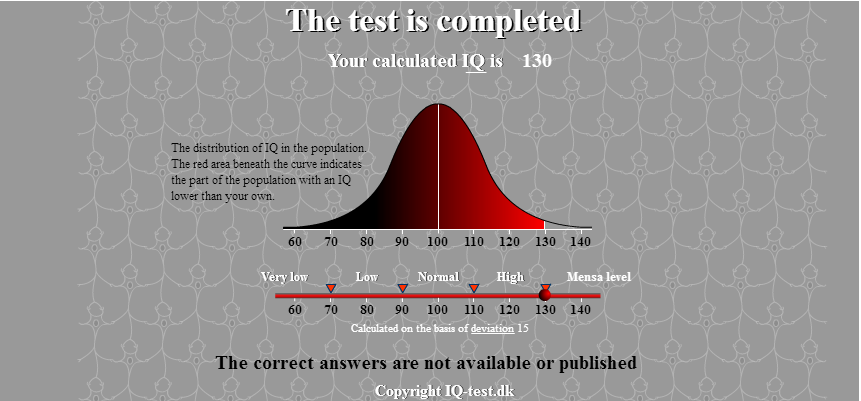 The test is completed
Your calculated IQ is 130
The distribution of IQ in the population.
The red area beneath the curve indicates
the part of the population with an IQ
lower than your own.
60 70 80 90 100 110 120 130 140
Very low Low Normal High Mensa level
60 70 80 90 100 110 120 130 140
Calculated on the basis of deviation 15
The correct answers are not available or published
Copyright IQ-test.dk